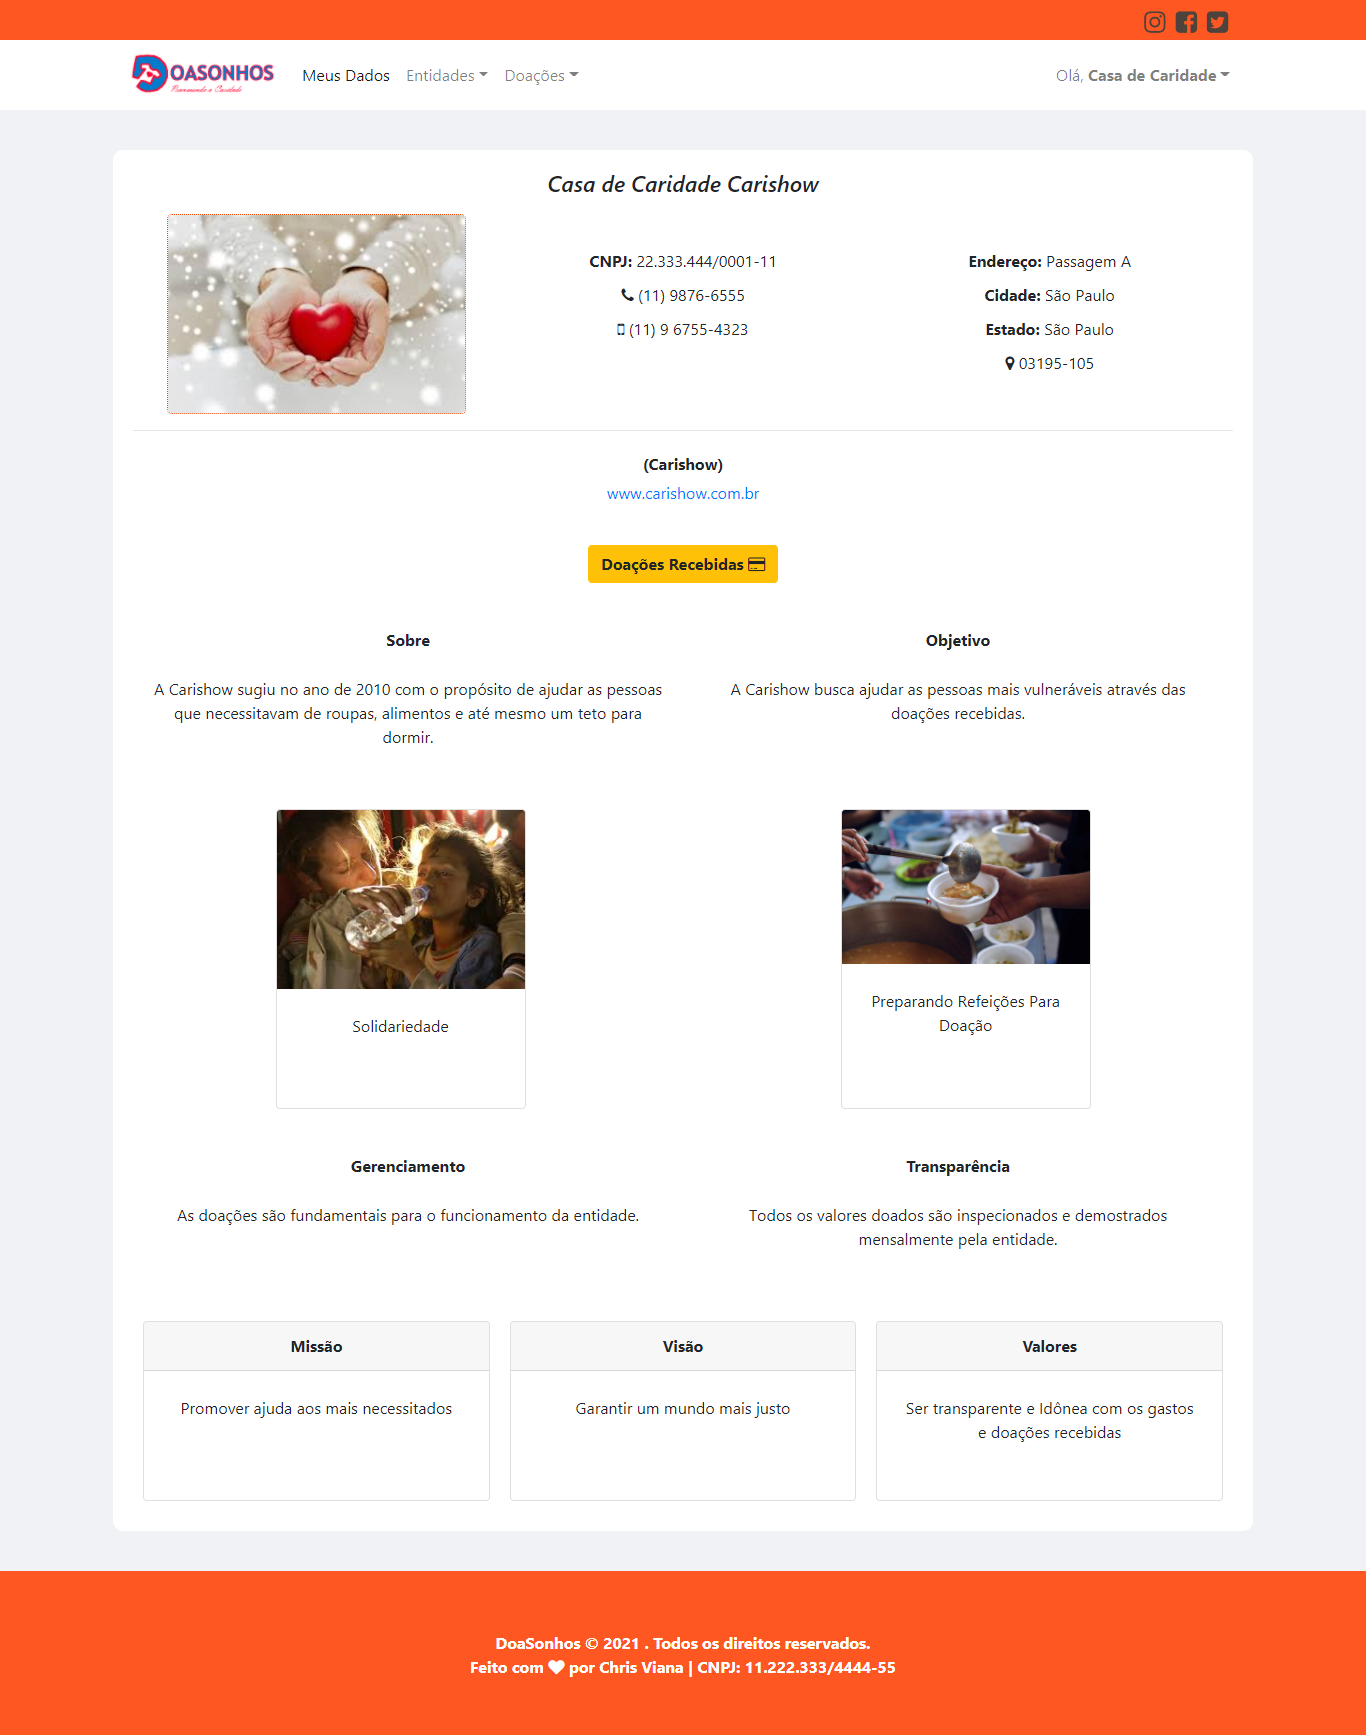 DOASONHOS
Promovendo a Caridade
Meus Dados
Entidades
Doações
Olá, Casa de Caridade
Casa de Caridade Carishow
CNPJ: 22.333.444/0001-11
(11) 9876-6555
(11) 9 6755-4323
Endereço: Passagem A
Cidade: São Paulo
Estado: São Paulo
03195-105
(Carishow)
www.carishow.com.br
Doações Recebidas
Sobre
A Carishow sugiu no ano de 2010 com o propósito de ajudar as pessoas
que necessitavam de roupas, alimentos e até mesmo um teto para
dormir.
Objetivo
A Carishow busca ajudar as pessoas mais vulneráveis através das
doações recebidas.
Solidariedade
Preparando Refeições Para
Doação
Gerenciamento
As doações são fundamentais para o funcionamento da entidade.
Transparência
Todos os valores doados são inspecionados e demostrados
mensalmente pela entidade.
Missão
Promover ajuda aos mais necessitados
Visão
Garantir um mundo mais justo
Valores
Ser transparente e Idônea com os gastos
e doações recebidas
DoaSonhos © 2021 . Todos os direitos reservados.
Feito com ❤ por Chris Viana | CNPJ: 11.222.333/4444-55